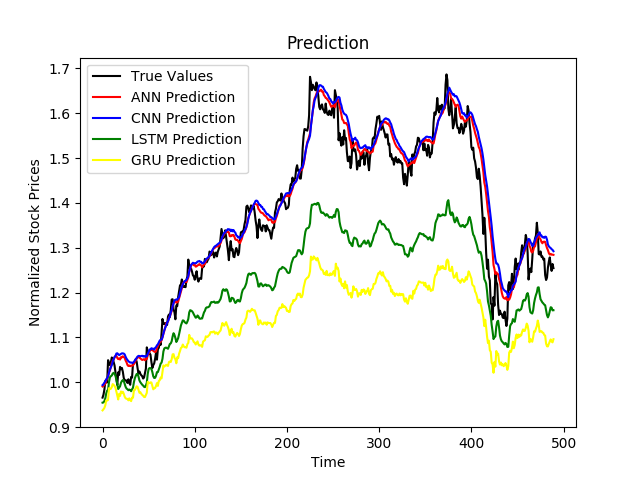 Prediction
True Values
ANN Prediction
CNN Prediction
LSTM Prediction
GRU Prediction
Normalized Stock Prices
1.7
1.6
1.5
1.4
1.3
1.2
1.1
1.0
0.9
0 100 200 300 400 500
Time